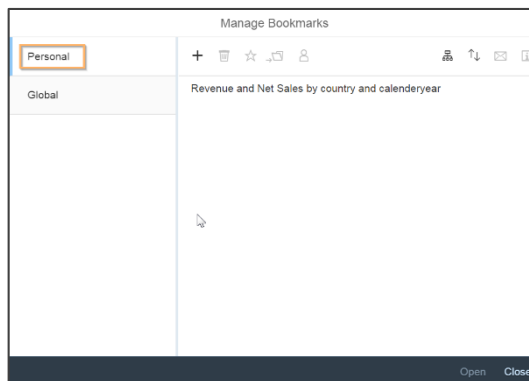 Manage Bookmarks
Personal
Global
Revenue and Net Sales by country and calenderyear
Open Close